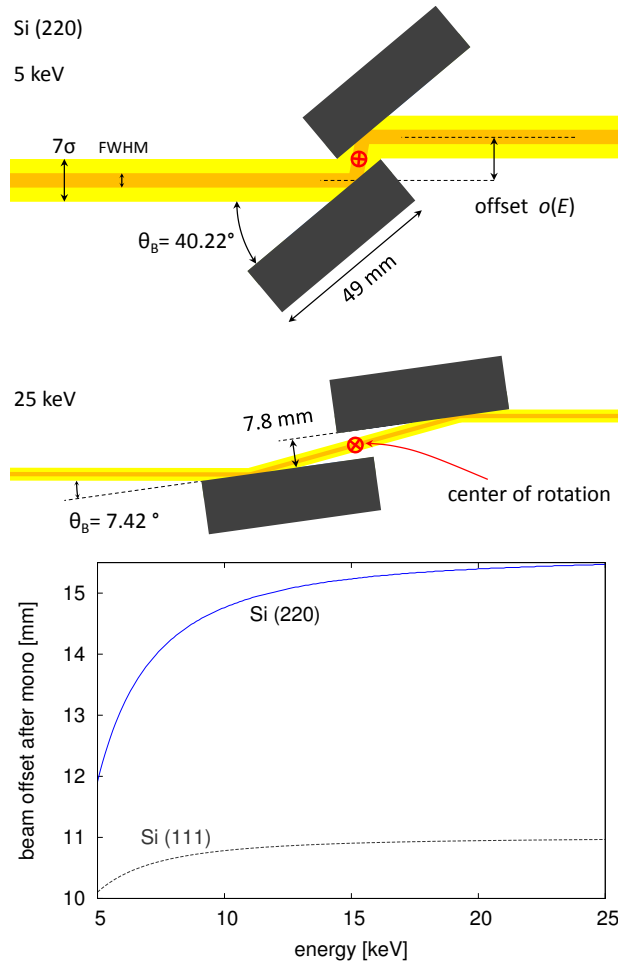 Si (220)
5 keV
7σ
FWHM
offset o(E)
θB= 40.22°
49 mm
25 keV
7.8 mm
center of rotation
θB= 7.42 °
beam offset after mono [mm]
15
14
13
12
11
10
Si (220)
Si (111)
5 10 15 20 25
energy [keV]